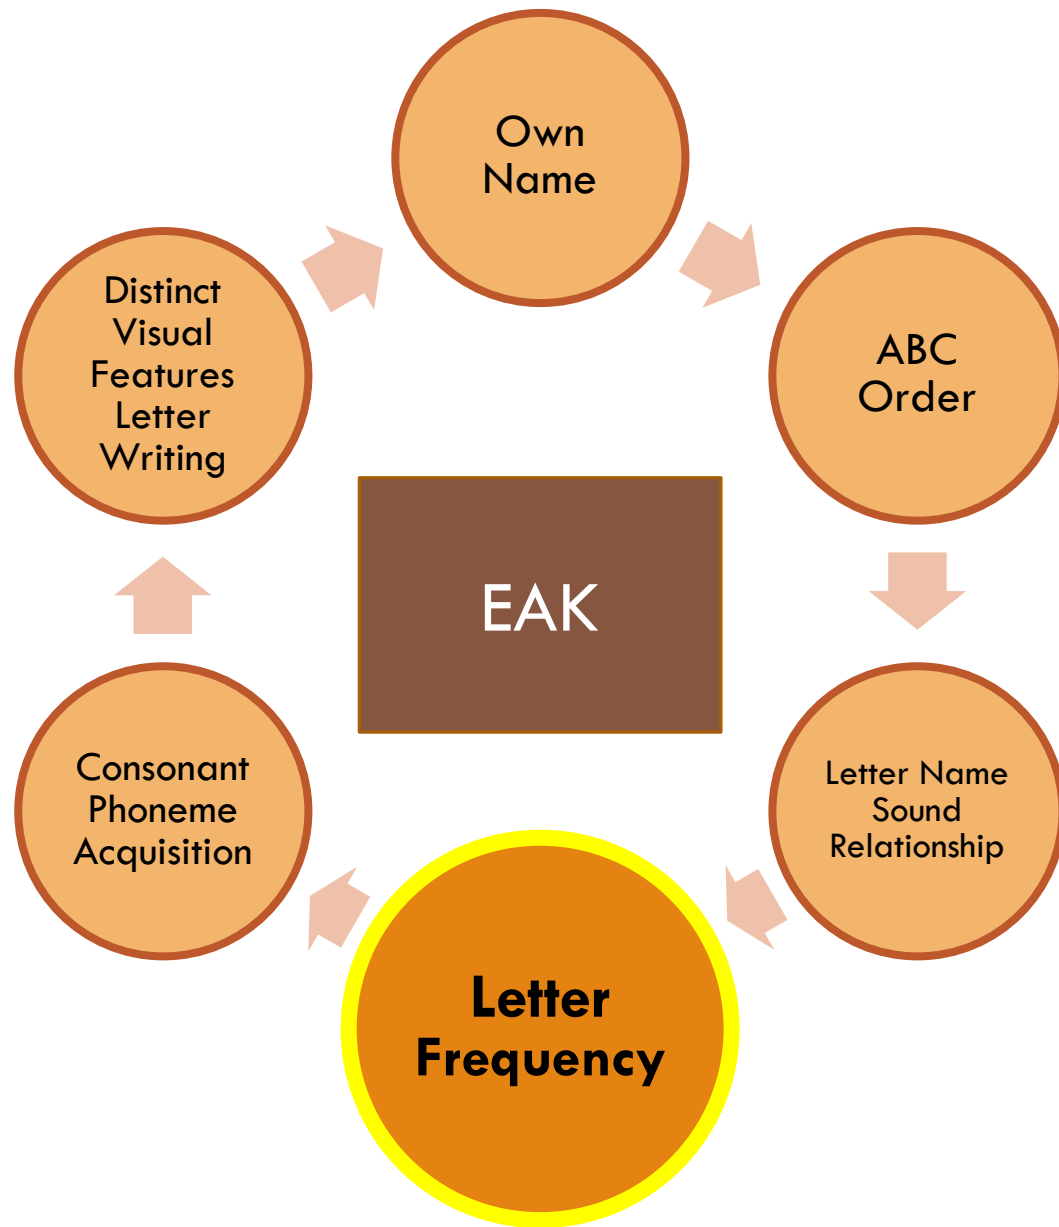 Own
Name
ABC
Order
Letter Name
Sound
Relationship
Letter
Frequency
Consonant
Phoneme
Acquisition
Distinct
Visual
Features
Letter
Writing
EAK